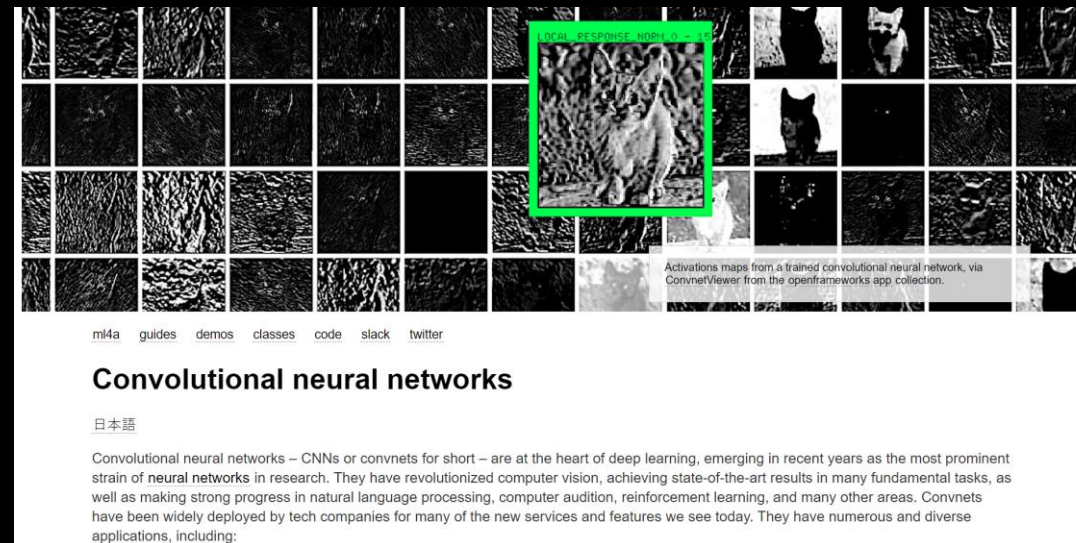 LOCAL_RESPONSE_NORM_0 - 15
Activations maps from a trained convolutional neural network, via
ConvnetViewer from the openframeworks app collection.
ml4a guides demos classes code slack twitter
Convolutional neural networks
日本語
Convolutional neural networks – CNNs or convnets for short – are at the heart of deep learning, emerging in recent years as the most prominent
strain of neural networks in research. They have revolutionized computer vision, achieving state-of-the-art results in many fundamental tasks, as
well as making strong progress in natural language processing, computer audition, reinforcement learning, and many other areas. Convnets
have been widely deployed by tech companies for many of the new services and features we see today. They have numerous and diverse
applications, including: